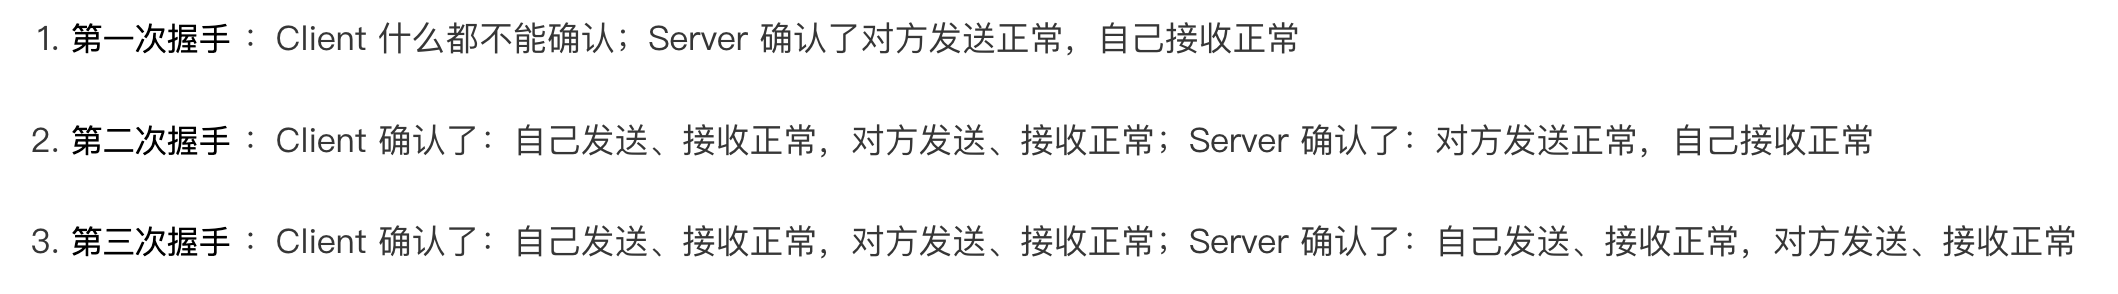 1. 第一次握手 ：Client 什么都不能确认；Server 确认了对方发送正常，自己接收正常
2. 第二次握手 ：Client 确认了：自己发送、接收正常，对方发送、接收正常；Server 确认了：对方发送正常，自己接收正常
3. 第三次握手 ：Client 确认了：自己发送、接收正常，对方发送、接收正常；Server 确认了：自己发送、接收正常，对方发送、接收正常